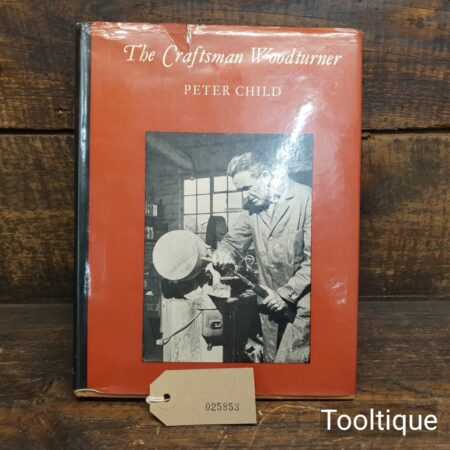 The Craftsman Woodturner
PETER CHILD
025853
Tooltique